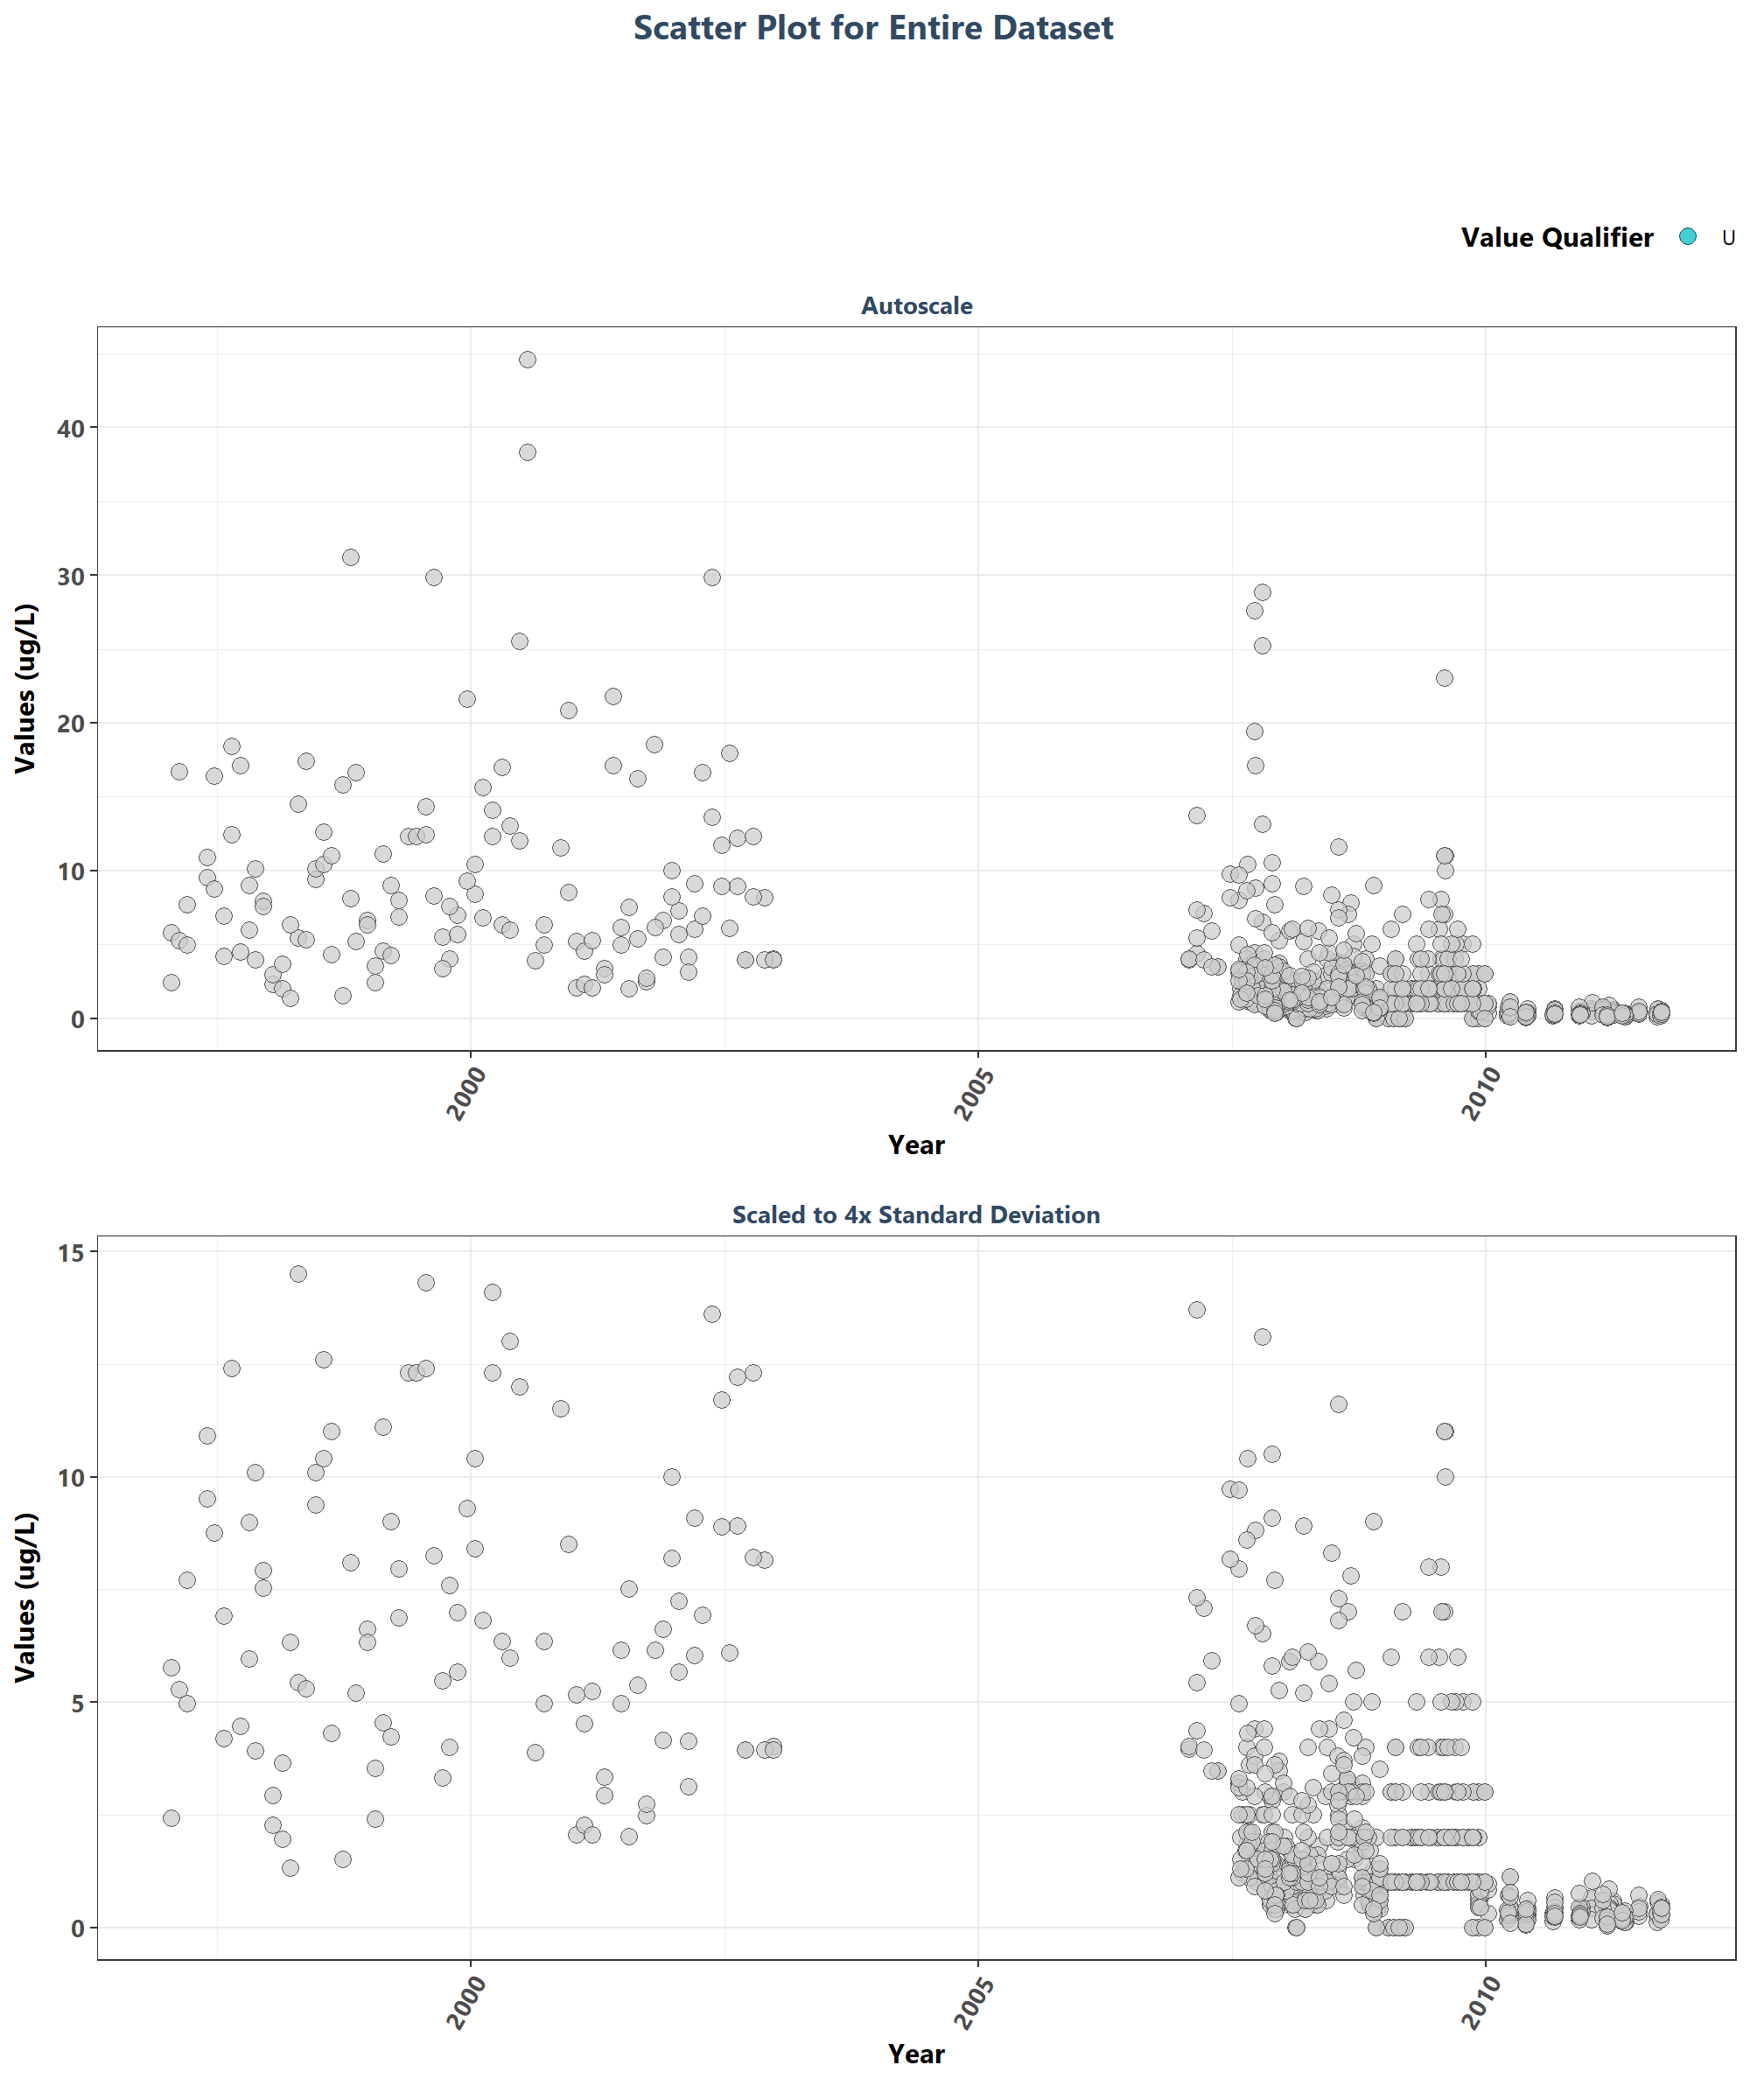 Scatter Plot for Entire Dataset
Value Qualifier U
Autoscale
40
30
20
10
0
Values (ug/L)
2000 2005 2010
Year
Scaled to 4x Standard Deviation
15
10
5
0
Values (ug/L)
2000 2005 2010
Year